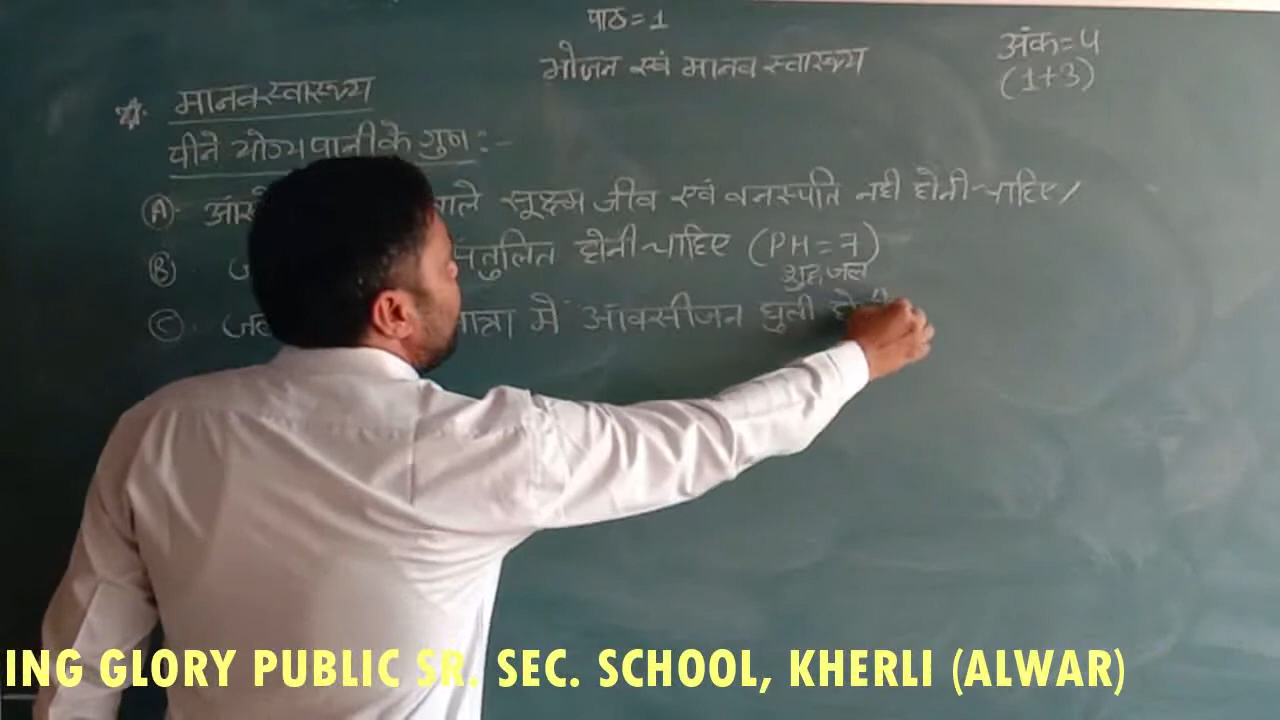 पाठ = 1
भोजन एवं मानव स्वास्थ्य
अंक = 4
(1+3)
मानव स्वास्थ्य
पीने योग्य पानी के गुण :-
(A). सूक्ष्म जीव एवं वनस्पति नही होनी चाहिए/
(B) संतुलित होनी चाहिए (PH = 7)
शुद्ध जल
(C) मात्रा में ऑक्सीजन घुली
ING GLORY PUBLIC SR. SEC. SCHOOL, KHERLI (ALWAR)